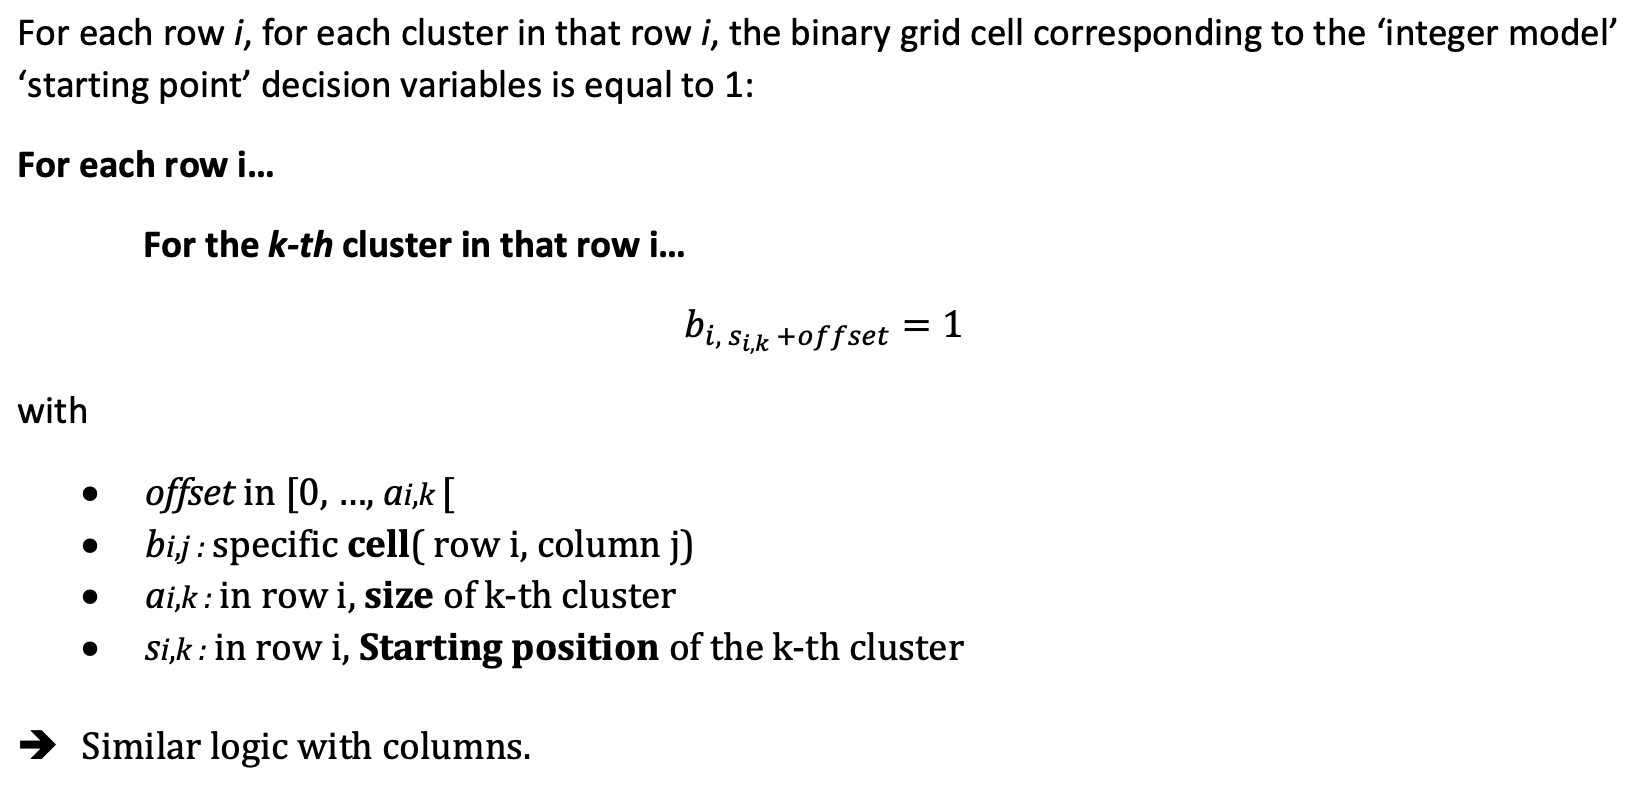 For each row i, for each cluster in that row i, the binary grid cell corresponding to the ‘integer model’
‘starting point’ decision variables is equal to 1:
For each row i…
For the k-th cluster in that row i…
b_{i, s_{i,k} + offset} = 1
with
• offset in [0, …, ai,k [
• bi,j : specific cell( row i, column j)
• ai,k : in row i, size of k-th cluster
• si,k : in row i, Starting position of the k-th cluster
➔ Similar logic with columns.